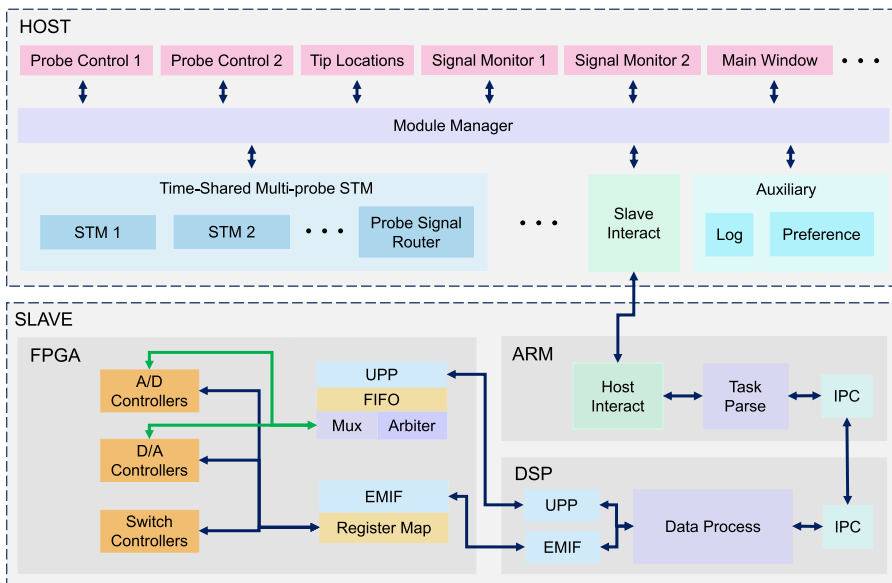 HOST
Probe Control 1
Probe Control 2
Tip Locations
Signal Monitor 1
Signal Monitor 2
Main Window
Module Manager
Time-Shared Multi-probe STM
STM 1
STM 2
Probe Signal
Router
Slave
Interact
Auxiliary
Log
Preference
SLAVE
FPGA
A/D
Controllers
D/A
Controllers
Switch
Controllers
UPP
FIFO
Mux
Arbiter
EMIF
Register Map
ARM
Host
Interact
Task
Parse
IPC
DSP
UPP
EMIF
Data Process
IPC